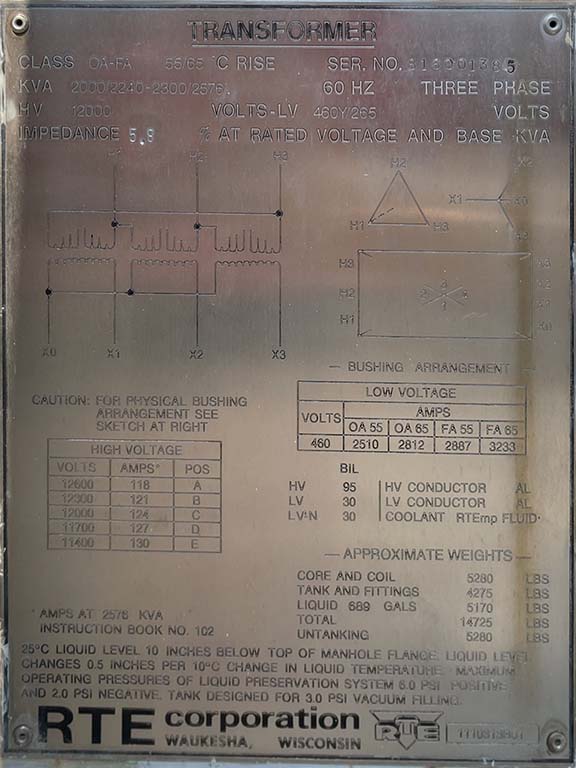 TRANSFORMER
CLASS OA-FA 55/65 °C RISE SER. NO.
KVA 2000/2240-2300/2576 60 HZ THREE PHASE
HV 12000 VOLTS-LV 460Y/265 VOLTS
IMPEDANCE 5.9 % AT RATED VOLTAGE AND BASE KVA
H1 H2 H3
H2
X2
X1 X0
H1 H3
X3
H3 X3
H2
H1 X0
X0 X1 X2 X3
— BUSHING ARRANGEMENT —
CAUTION: FOR PHYSICAL BUSHING
ARRANGEMENT SEE
SKETCH AT RIGHT
LOW VOLTAGE
VOLTS AMPS
OA 55 OA 65 FA 55 FA 65
460 2510 2812 2887 3233
HIGH VOLTAGE
VOLTS AMPS* POS
12600 118 A
12300 121 B
12000 124 C
11700 127 D
11400 130 E
BIL
HV 95 HV CONDUCTOR AL
LV 30 LV CONDUCTOR AL
LV-N 30 COOLANT RTEmp FLUID
— APPROXIMATE WEIGHTS —
CORE AND COIL 5280 LBS
TANK AND FITTINGS 4275 LBS
LIQUID 689 GALS 5170 LBS
TOTAL 14725 LBS
UNTANKING 5280 LBS
* AMPS AT 2576 KVA
INSTRUCTION BOOK NO. 102
25°C LIQUID LEVEL 10 INCHES BELOW TOP OF MANHOLE FLANGE. LIQUID LEVEL
CHANGES 0.5 INCHES PER 10°C CHANGE IN LIQUID TEMPERATURE. MAXIMUM
OPERATING PRESSURES OF LIQUID PRESERVATION SYSTEM 6.0 PSI POSITIVE
AND 2.0 PSI NEGATIVE. TANK DESIGNED FOR 3.0 PSI VACUUM FILLING.
RTE corporation
WAUKESHA, WISCONSIN
RTE